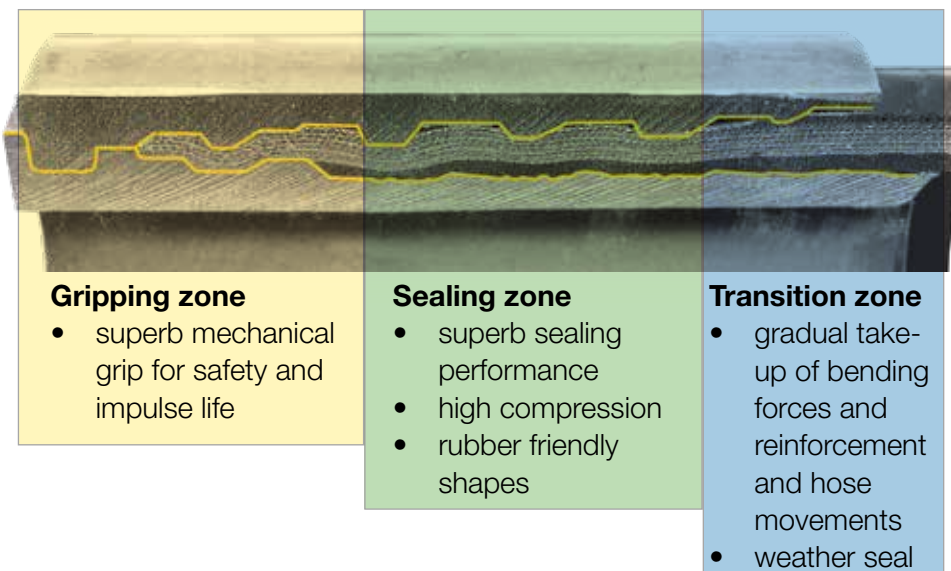 Gripping zone
• superb mechanical
grip for safety and
impulse life
Sealing zone
• superb sealing
performance
• high compression
• rubber friendly
shapes
Transition zone
• gradual take-
up of bending
forces and
reinforcement
and hose
movements
• weather seal